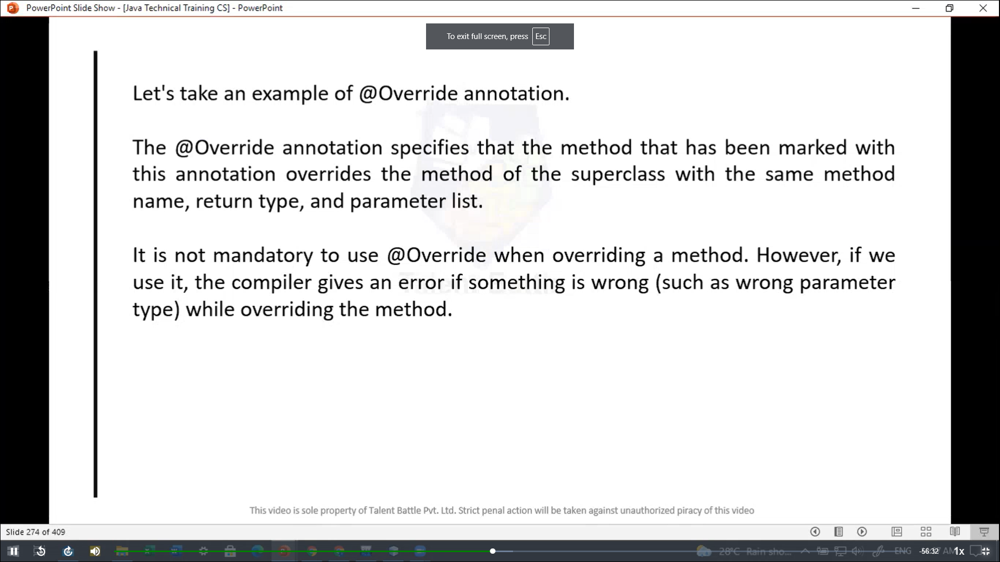 PowerPoint Slide Show - [Java Technical Training CS] - PowerPoint
To exit full screen, press Esc
Let's take an example of @Override annotation.
The @Override annotation specifies that the method that has been marked with
this annotation overrides the method of the superclass with the same method
name, return type, and parameter list.
It is not mandatory to use @Override when overriding a method. However, if we
use it, the compiler gives an error if something is wrong (such as wrong parameter
type) while overriding the method.
This video is sole property of Talent Battle Pvt. Ltd. Strict penal action will be taken against unauthorized piracy of this video
Slide 274 of 409
28°C Rain sho... ENG -56:32 AM 1x